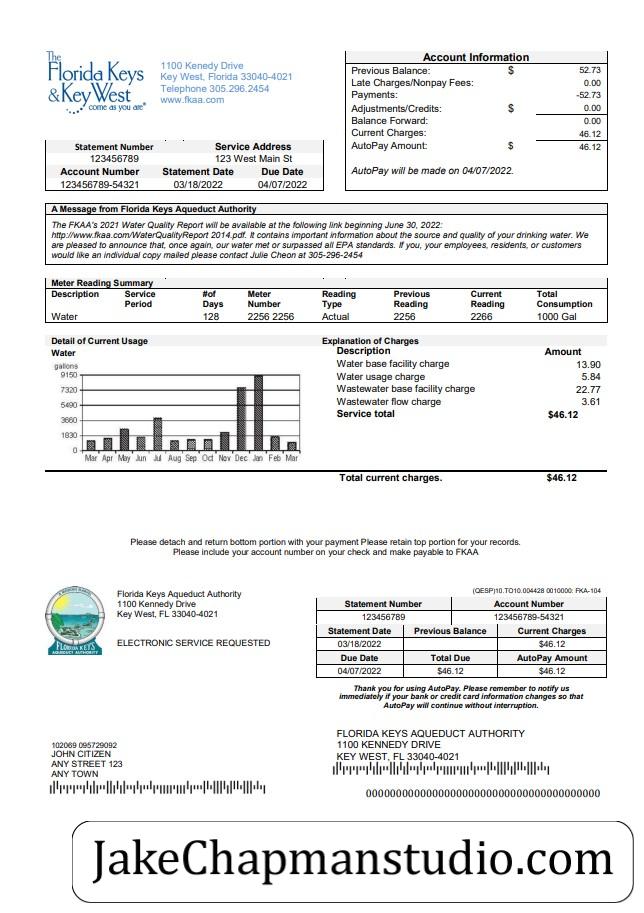 The
Florida Keys
& Key West
come as you are®
1100 Kenedy Drive
Key West, Florida 33040-4021
Telephone 305.296.2454
www.fkaa.com
Account Information
Previous Balance: $ 52.73
Late Charges/Nonpay Fees: 0.00
Payments: -52.73
Adjustments/Credits: $ 0.00
Balance Forward: 0.00
Current Charges: 46.12
AutoPay Amount: $ 46.12
AutoPay will be made on 04/07/2022.
Statement Number Service Address
123456789 123 West Main St
Account Number Statement Date Due Date
123456789-54321 03/18/2022 04/07/2022
A Message from Florida Keys Aqueduct Authority
The FKAA's 2021 Water Quality Report will be available at the following link beginning June 30, 2022:
http://www.fkaa.com/WaterQualityReport 2014.pdf. It contains important information about the source and quality of your drinking water. We
are pleased to announce that, once again, our water met or surpassed all EPA standards. If you, your employees, residents, or customers
would like an individual copy mailed please contact Julie Cheon at 305-296-2454
Meter Reading Summary
Description Service Period #of Days Meter Number Reading Type Previous Reading Current Reading Total Consumption
Water 128 2256 2256 Actual 2256 2266 1000 Gal
Detail of Current Usage
Water
gallons
9150
7320
5490
3660
1830
0
Mar Apr May Jun Jul Aug Sep Oct Nov Dec Jan Feb Mar
Explanation of Charges
Description Amount
Water base facility charge 13.90
Water usage charge 5.84
Wastewater base facility charge 22.77
Wastewater flow charge 3.61
Service total $46.12
Total current charges. $46.12
Please detach and return bottom portion with your payment Please retain top portion for your records.
Please include your account number on your check and make payable to FKAA
FLORIDA KEYS
AQUEDUCT AUTHORITY
Florida Keys Aqueduct Authority
1100 Kennedy Drive
Key West, FL 33040-4021
ELECTRONIC SERVICE REQUESTED
(QESP)10.TO10.004428 0010000: FKA-104
Statement Number Account Number
123456789 123456789-54321
Statement Date Previous Balance Current Charges
03/18/2022 $46.12
Due Date Total Due AutoPay Amount
04/07/2022 $46.12 $46.12
Thank you for using AutoPay. Please remember to notify us
immediately if your bank or credit card information changes so that
AutoPay will continue without interruption.
102069 095729092
JOHN CITIZEN
ANY STREET 123
ANY TOWN
FLORIDA KEYS AQUEDUCT AUTHORITY
1100 KENNEDY DRIVE
KEY WEST, FL 33040-4021
JakeChapmanstudio.com